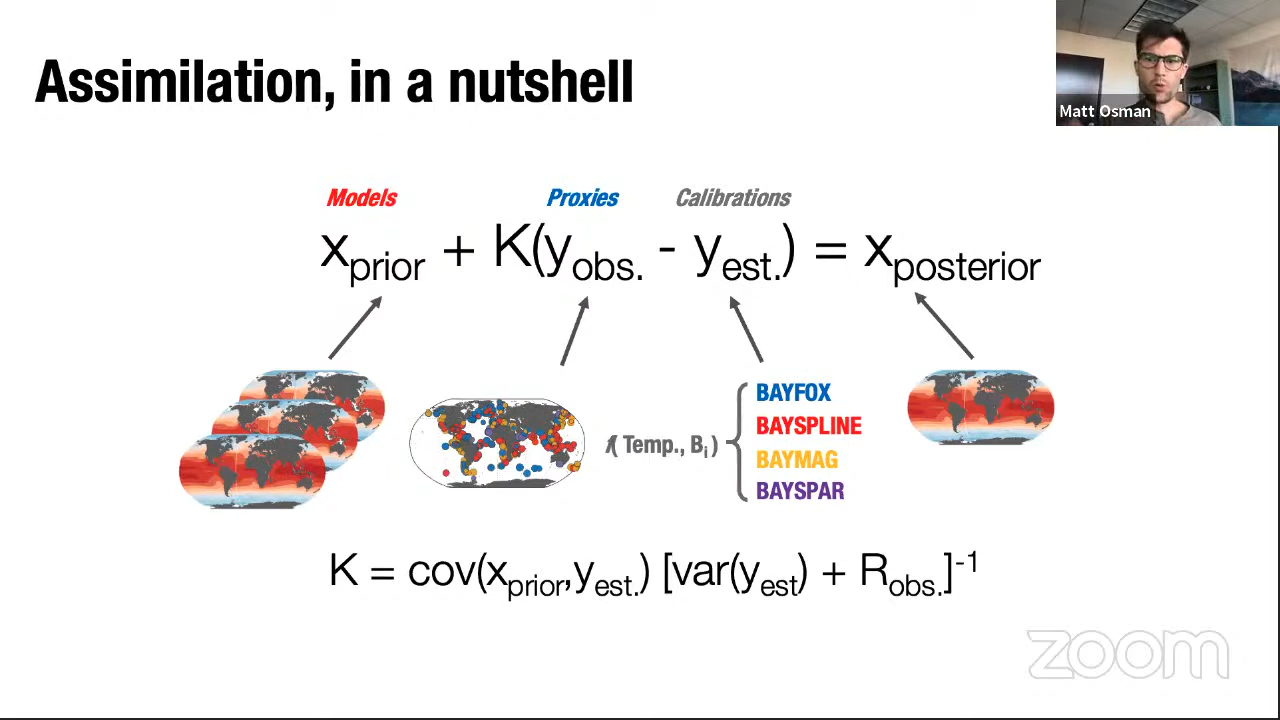 Assimilation, in a nutshell
Matt Osman
Models Proxies Calibrations
xprior + K(yobs. - yest.) = xposterior
f( Temp., Bi )
BAYFOX
BAYSPLINE
BAYMAG
BAYSPAR
K = cov(xprior,yest.) [var(yest) + Robs.]-1
zoom